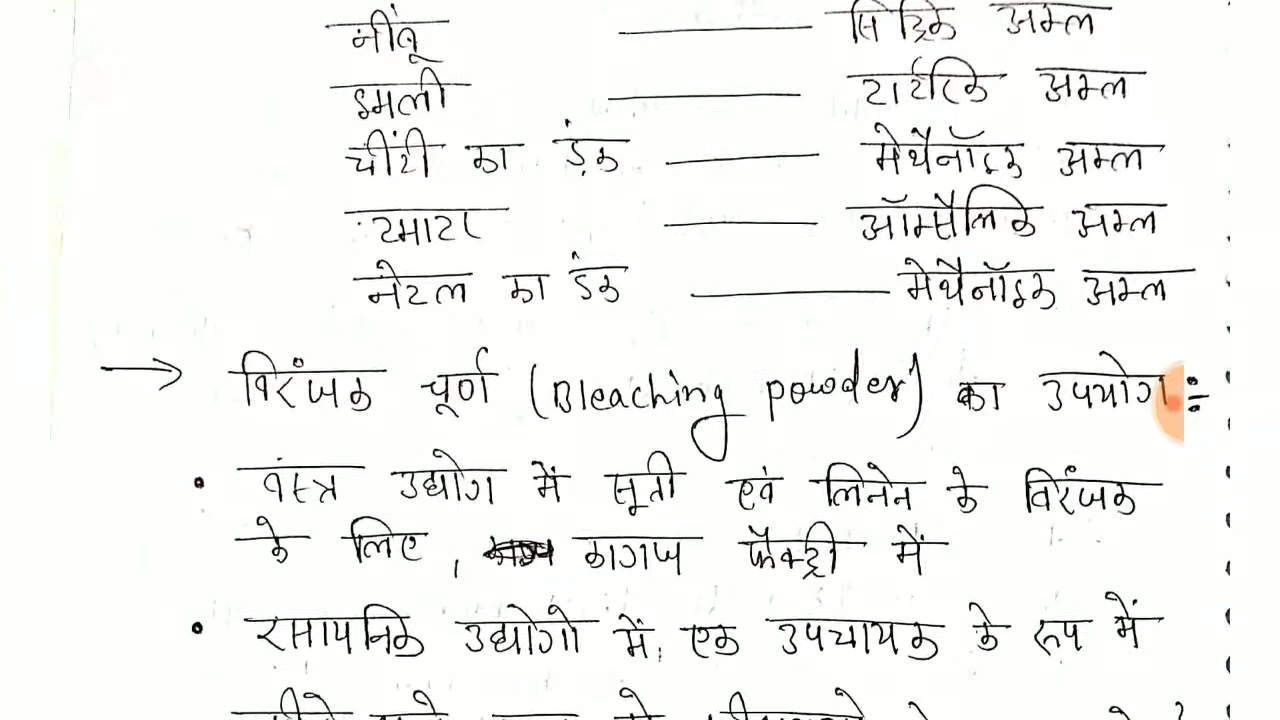 नींबू ——— सिट्रिक अम्ल
इमली ——— टार्टरिक अम्ल
चींटी का डंक ——— मेथैनॉइक अम्ल
टमाटर ——— ऑक्सैलिक अम्ल
नेटल का डंक ——— मेथैनॉइक अम्ल
→ विरंजक चूर्ण (Bleaching powder) का उपयोग :=
• वस्त्र उद्योग में सूती एवं लिनेन के विरंजक
के लिए, कागज फैक्ट्री में
• रसायनिक उद्योगो में, एक उपचायक के रूप में